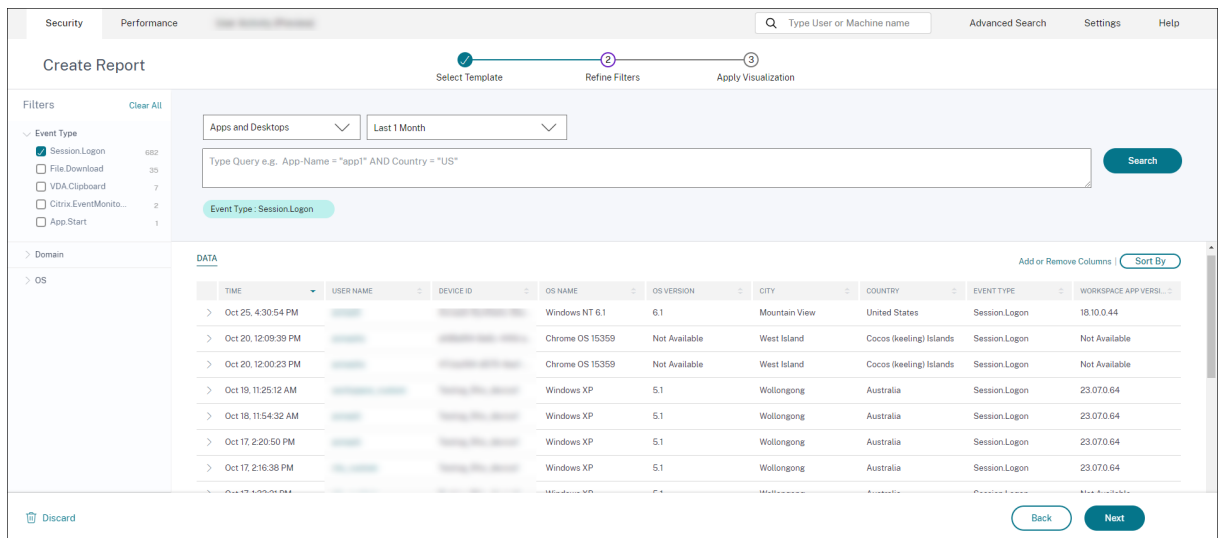 Security Performance
Type User or Machine name
Advanced Search Settings Help
Create Report
2 3
Select Template Refine Filters Apply Visualization
Filters Clear All
Event Type
Session.Logon 682
File.Download 35
VDA.Clipboard 7
Citrix.EventMonito... 2
App.Start 1
Domain
OS
Apps and Desktops Last 1 Month
Type Query e.g. App-Name = "app1" AND Country = "US"
Search
Event Type : Session.Logon
DATA
Add or Remove Columns | Sort By
TIME USER NAME DEVICE ID OS NAME OS VERSION CITY COUNTRY EVENT TYPE WORKSPACE APP VERSI...
Oct 25, 4:30:54 PM Windows NT 6.1 6.1 Mountain View United States Session.Logon 18.10.0.44
Oct 20, 12:09:39 PM Chrome OS 15359 Not Available West Island Cocos (keeling) Islands Session.Logon Not Available
Oct 20, 12:00:23 PM Chrome OS 15359 Not Available West Island Cocos (keeling) Islands Session.Logon Not Available
Oct 19, 11:25:12 AM Windows XP 5.1 Wollongong Australia Session.Logon 23.07.0.64
Oct 18, 11:54:32 AM Windows XP 5.1 Wollongong Australia Session.Logon 23.07.0.64
Oct 17, 2:20:50 PM Windows XP 5.1 Wollongong Australia Session.Logon 23.07.0.64
Oct 17, 2:16:38 PM Windows XP 5.1 Wollongong Australia Session.Logon 23.07.0.64
Discard
Back Next